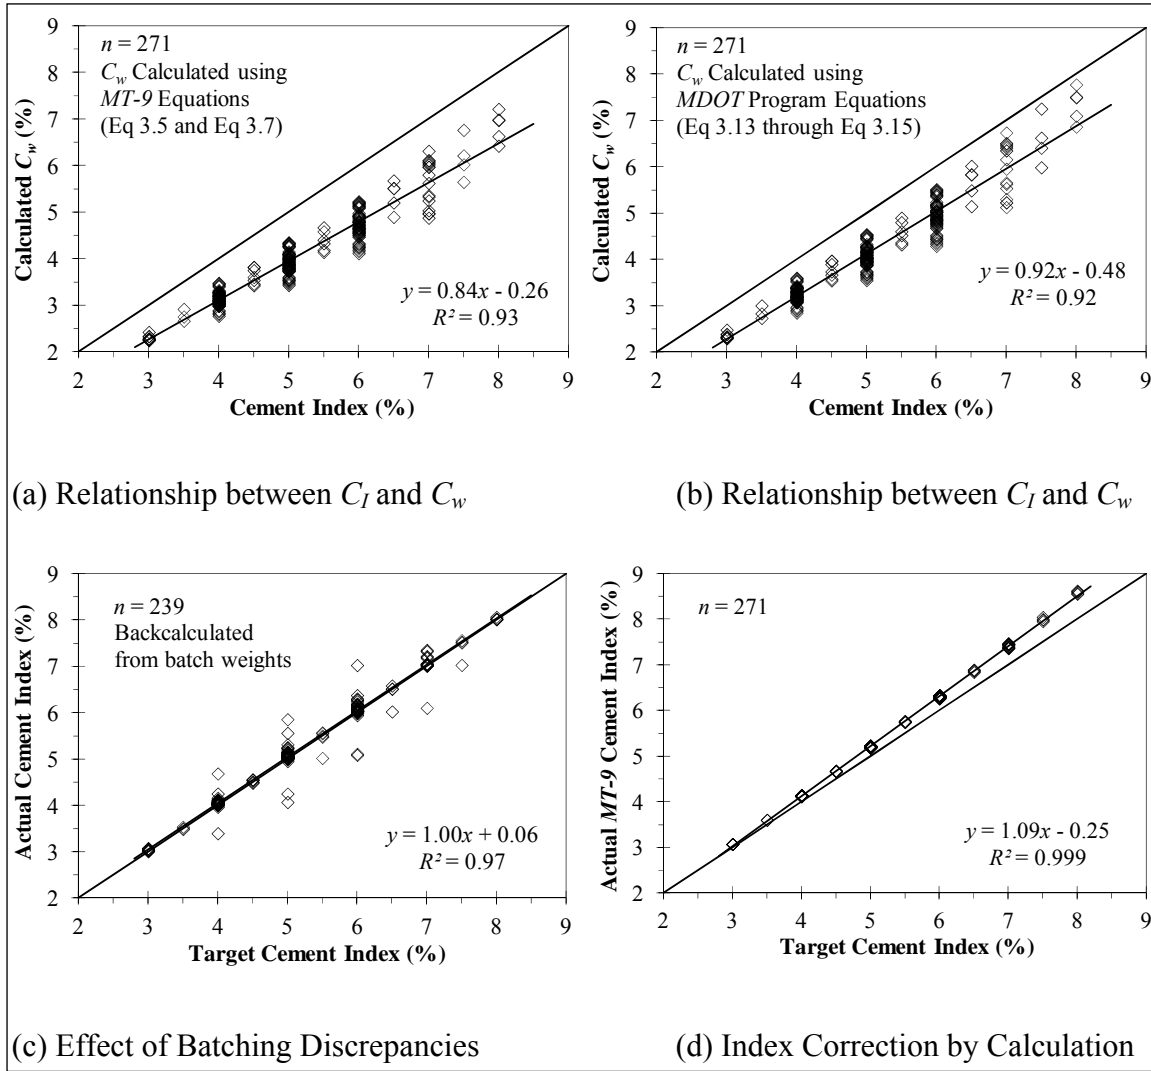 n = 271
C_w Calculated using
MT-9 Equations
(Eq 3.5 and Eq 3.7)
y = 0.84x - 0.26
R² = 0.93
Calculated C_w (%)
9
8
7
6
5
4
3
2
2 3 4 5 6 7 8 9
Cement Index (%)
(a) Relationship between C_I and C_w
n = 271
C_w Calculated using
MDOT Program Equations
(Eq 3.13 through Eq 3.15)
y = 0.92x - 0.48
R² = 0.92
Calculated C_w (%)
9
8
7
6
5
4
3
2
2 3 4 5 6 7 8 9
Cement Index (%)
(b) Relationship between C_I and C_w
n = 239
Backcalculated
from batch weights
y = 1.00x + 0.06
R² = 0.97
Actual Cement Index (%)
9
8
7
6
5
4
3
2
2 3 4 5 6 7 8 9
Target Cement Index (%)
(c) Effect of Batching Discrepancies
n = 271
y = 1.09x - 0.25
R² = 0.999
Actual MT-9 Cement Index (%)
9
8
7
6
5
4
3
2
2 3 4 5 6 7 8 9
Target Cement Index (%)
(d) Index Correction by Calculation